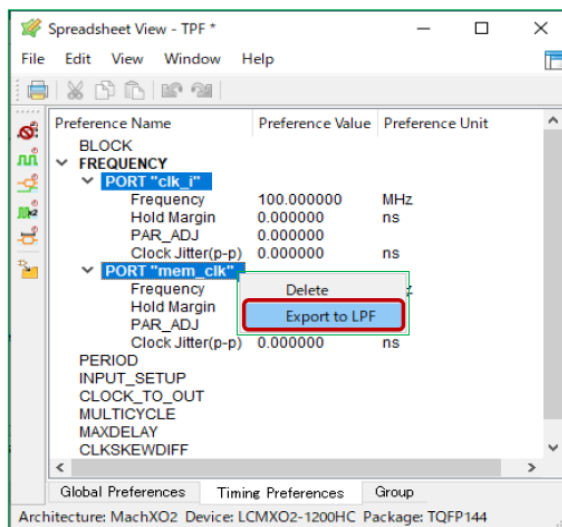 Spreadsheet View - TPF *
File Edit View Window Help
Preference Name Preference Value Preference Unit
BLOCK
FREQUENCY
PORT "clk_i"
Frequency 100.000000 MHz
Hold Margin 0.000000 ns
PAR_ADJ 0.000000
Clock Jitter(p-p) 0.000000 ns
PORT "mem_clk"
Frequency
Delete
Hold Margin
Export to LPF
PAR_ADJ
Clock Jitter(p-p) 0.000000 ns
PERIOD
INPUT_SETUP
CLOCK_TO_OUT
MULTICYCLE
MAXDELAY
CLKSKEWDIFF
Global Preferences Timing Preferences Group
Architecture: MachXO2 Device: LCMXO2-1200HC Package: TQFP144